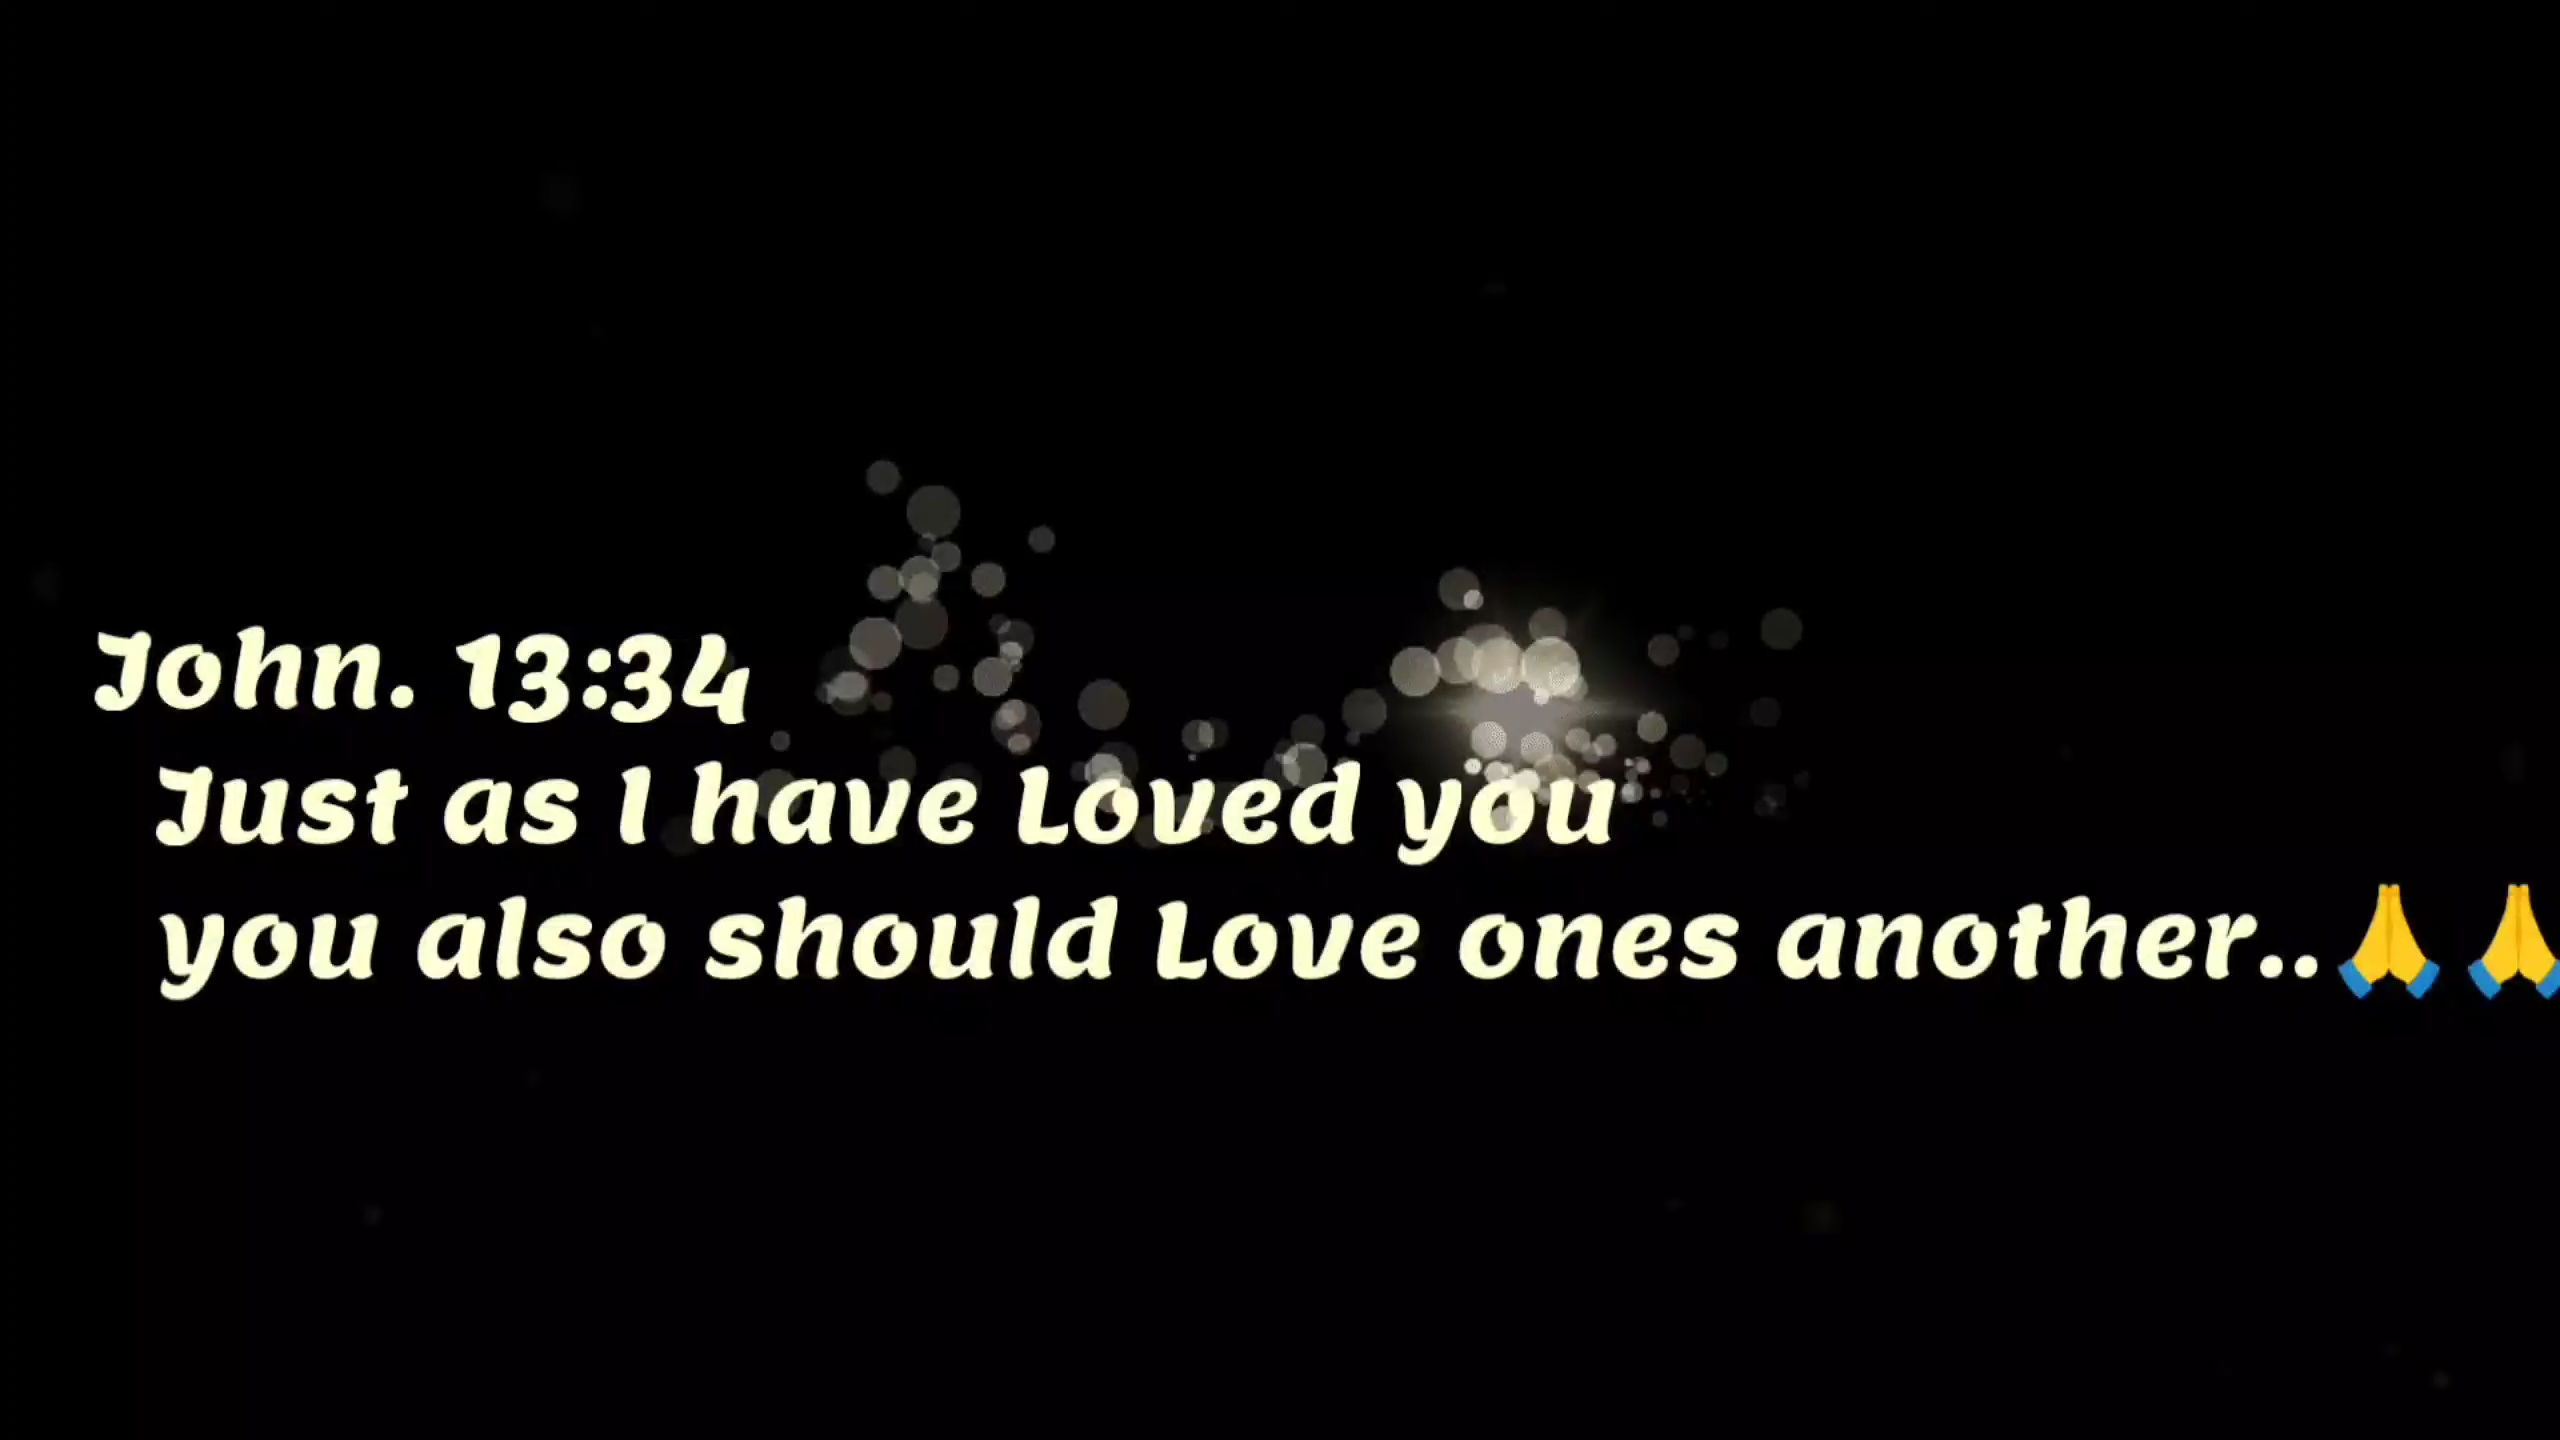 John. 13:34
Just as I have Loved you
you also should Love ones another..🙏🙏